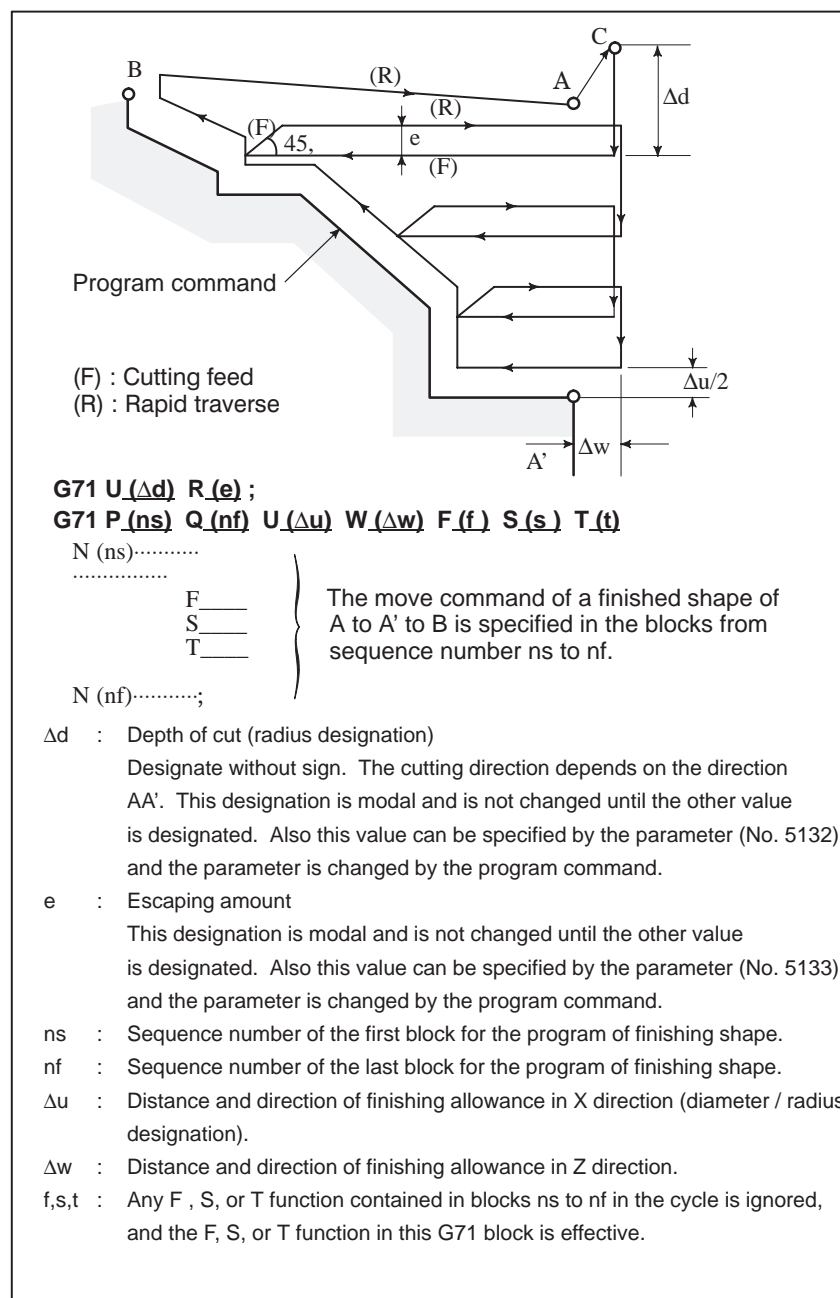 C
B
(R)
A
Δd
(R)
(F)
45,
e
(F)
Program command
(F) : Cutting feed
(R) : Rapid traverse
Δu/2
A’
Δw
G71 U (Δd) R (e) ;
G71 P (ns) Q (nf) U (Δu) W (Δw) F (f ) S (s ) T (t)
N (ns)···········
················
F____
S____
T____
The move command of a finished shape of
A to A’ to B is specified in the blocks from
sequence number ns to nf.
N (nf)···········;
Δd : Depth of cut (radius designation)
Designate without sign. The cutting direction depends on the direction
AA’. This designation is modal and is not changed until the other value
is designated. Also this value can be specified by the parameter (No. 5132)
and the parameter is changed by the program command.
e : Escaping amount
This designation is modal and is not changed until the other value
is designated. Also this value can be specified by the parameter (No. 5133)
and the parameter is changed by the program command.
ns : Sequence number of the first block for the program of finishing shape.
nf : Sequence number of the last block for the program of finishing shape.
Δu : Distance and direction of finishing allowance in X direction (diameter / radius
designation).
Δw : Distance and direction of finishing allowance in Z direction.
f,s,t : Any F , S, or T function contained in blocks ns to nf in the cycle is ignored,
and the F, S, or T function in this G71 block is effective.